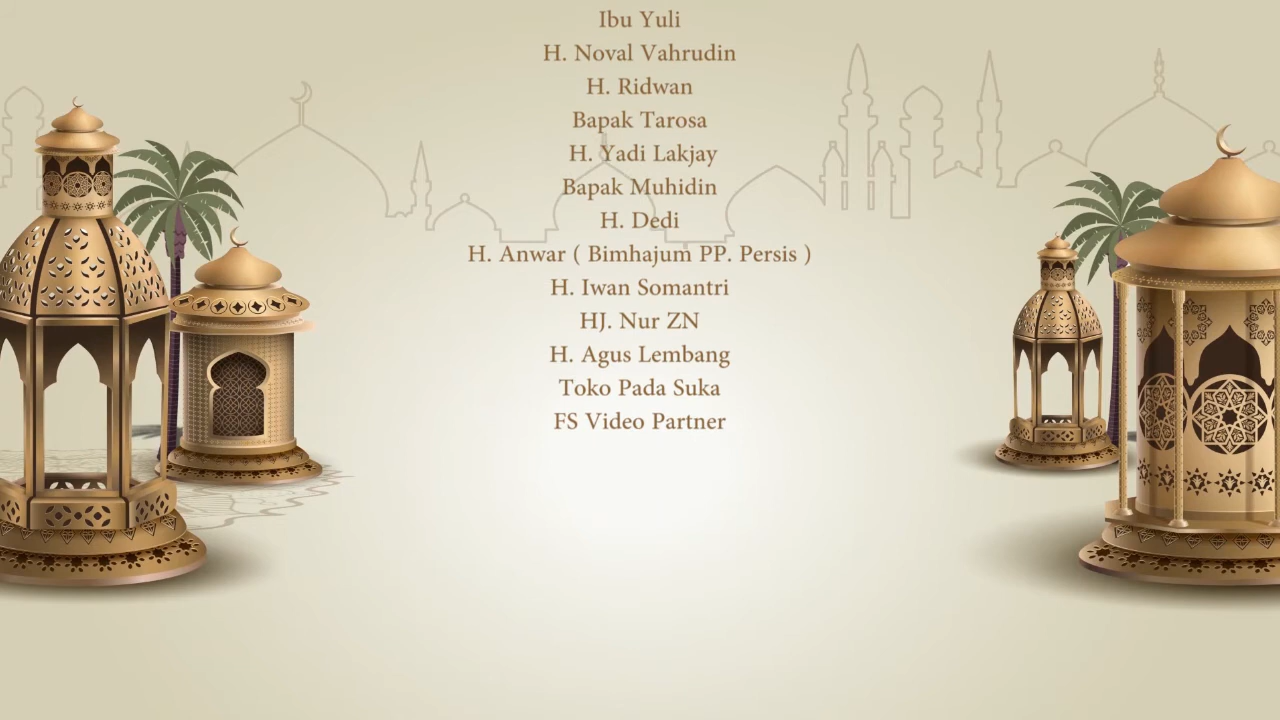 Ibu Yuli
H. Noval Vahrudin
H. Ridwan
Bapak Tarosa
H. Yadi Lakjay
Bapak Muhidin
H. Dedi
H. Anwar ( Bimhajum PP. Persis )
H. Iwan Somantri
HJ. Nur ZN
H. Agus Lembang
Toko Pada Suka
FS Video Partner